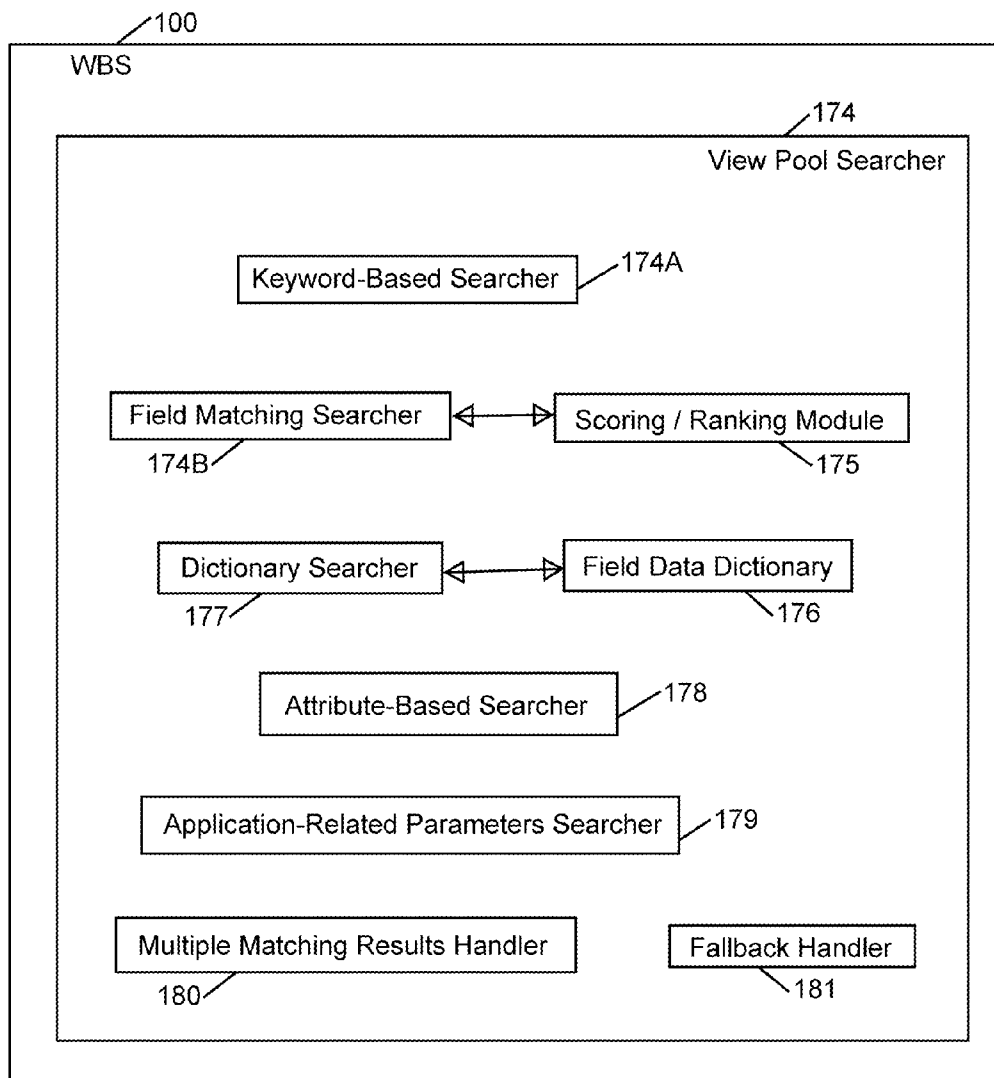 100
WBS
174
View Pool Searcher
Keyword-Based Searcher
174A
Field Matching Searcher
174B
Scoring / Ranking Module
175
Dictionary Searcher
177
Field Data Dictionary
176
Attribute-Based Searcher
178
Application-Related Parameters Searcher
179
Multiple Matching Results Handler
180
Fallback Handler
181